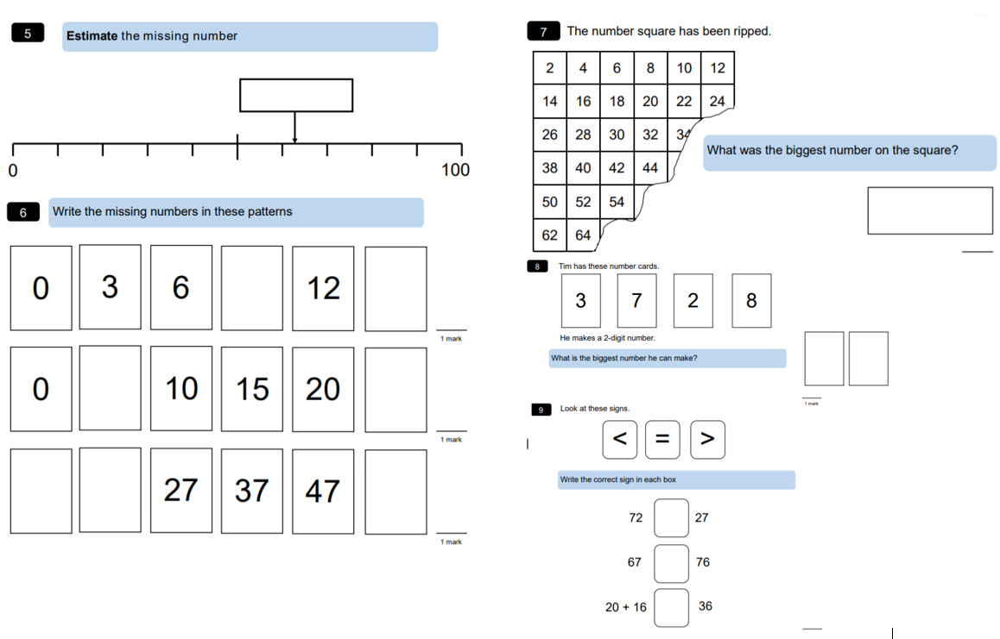 5
Estimate the missing number
0
100
6
Write the missing numbers in these patterns
0 3 6 12
1 mark
0 10 15 20
1 mark
27 37 47
1 mark
7
The number square has been ripped.
2 4 6 8 10 12
14 16 18 20 22 24
26 28 30 32 34
38 40 42 44
50 52 54
62 64
What was the biggest number on the square?
8
Tim has these number cards.
3 7 2 8
He makes a 2-digit number.
What is the biggest number he can make?
1 mark
9
Look at these signs.
< = >
Write the correct sign in each box
72 27
67 76
20 + 16 36